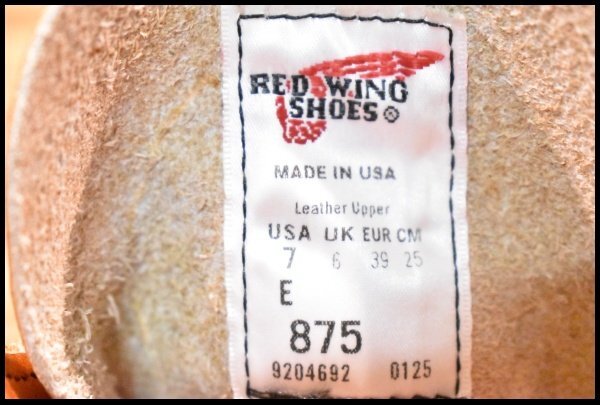 RED WING
SHOES®
MADE IN USA
Leather Upper
USA UK EUR CM
7 6 39 25
E
875
9204692 0125